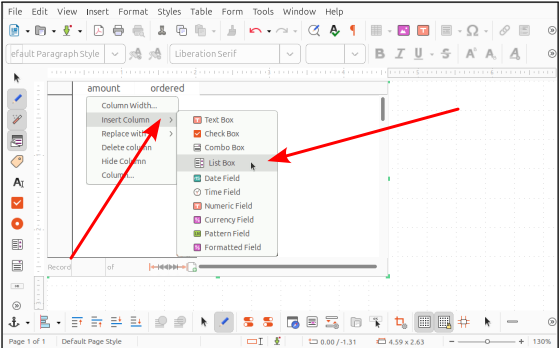 File Edit View Insert Format Styles Table Form Tools Window Help
efault Paragraph Style Liberation Serif
amount ordered
Column Width...
Insert Column
Replace with
Delete column
Hide Column
Column...
Text Box
Check Box
Combo Box
List Box
Date Field
Time Field
Numeric Field
Currency Field
Pattern Field
Formatted Field
Record of
Page 1 of 1 Default Page Style 0.00 / -1.31 4.59 x 2.63 130%